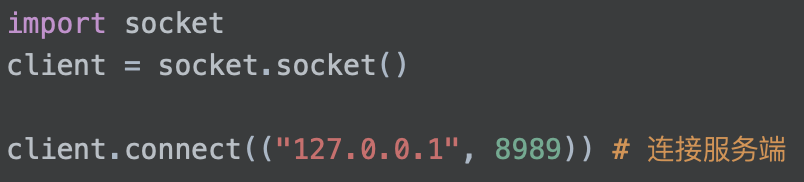 import socket
client = socket.socket()
client.connect(("127.0.0.1", 8989)) # 连接服务端